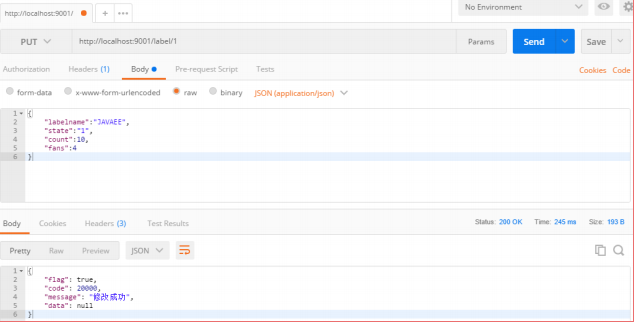 http://localhost:9001/
+
•••
No Environment
PUT
http://localhost:9001/label/1
Params
Send
Save
Authorization
Headers (1)
Body
Pre-request Script
Tests
Cookies
Code
form-data
x-www-form-urlencoded
raw
binary
JSON (application/json)
1 {
2 "labelname":"JAVAEE",
3 "state":"1",
4 "count":10,
5 "fans":4
6 }
Body
Cookies
Headers (3)
Test Results
Status: 200 OK
Time: 245 ms
Size: 193 B
Pretty
Raw
Preview
JSON
1 {
2 "flag": true,
3 "code": 20000,
4 "message": "修改成功",
5 "data": null
6 }